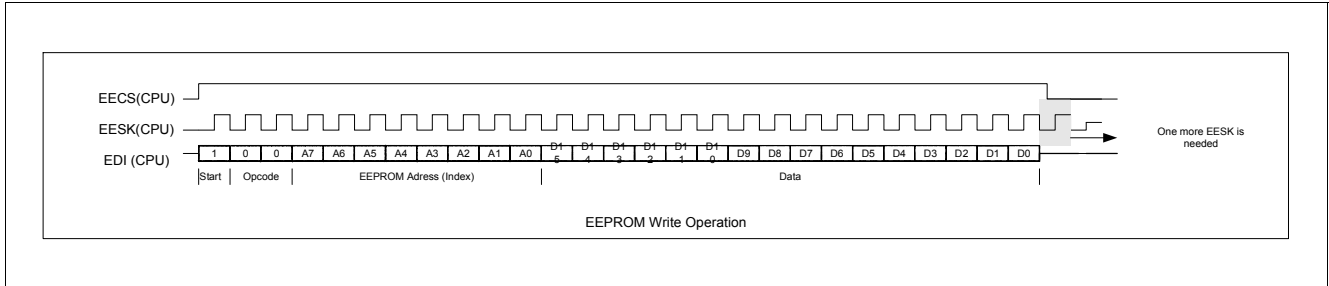 EECS(CPU)
EESK(CPU)
One more EESK is
needed
EDI (CPU)
1 0 0 A7 A6 A5 A4 A3 A2 A1 A0 D15 D14 D13 D12 D11 D10 D9 D8 D7 D6 D5 D4 D3 D2 D1 D0
Start Opcode EEPROM Adress (Index) Data
EEPROM Write Operation